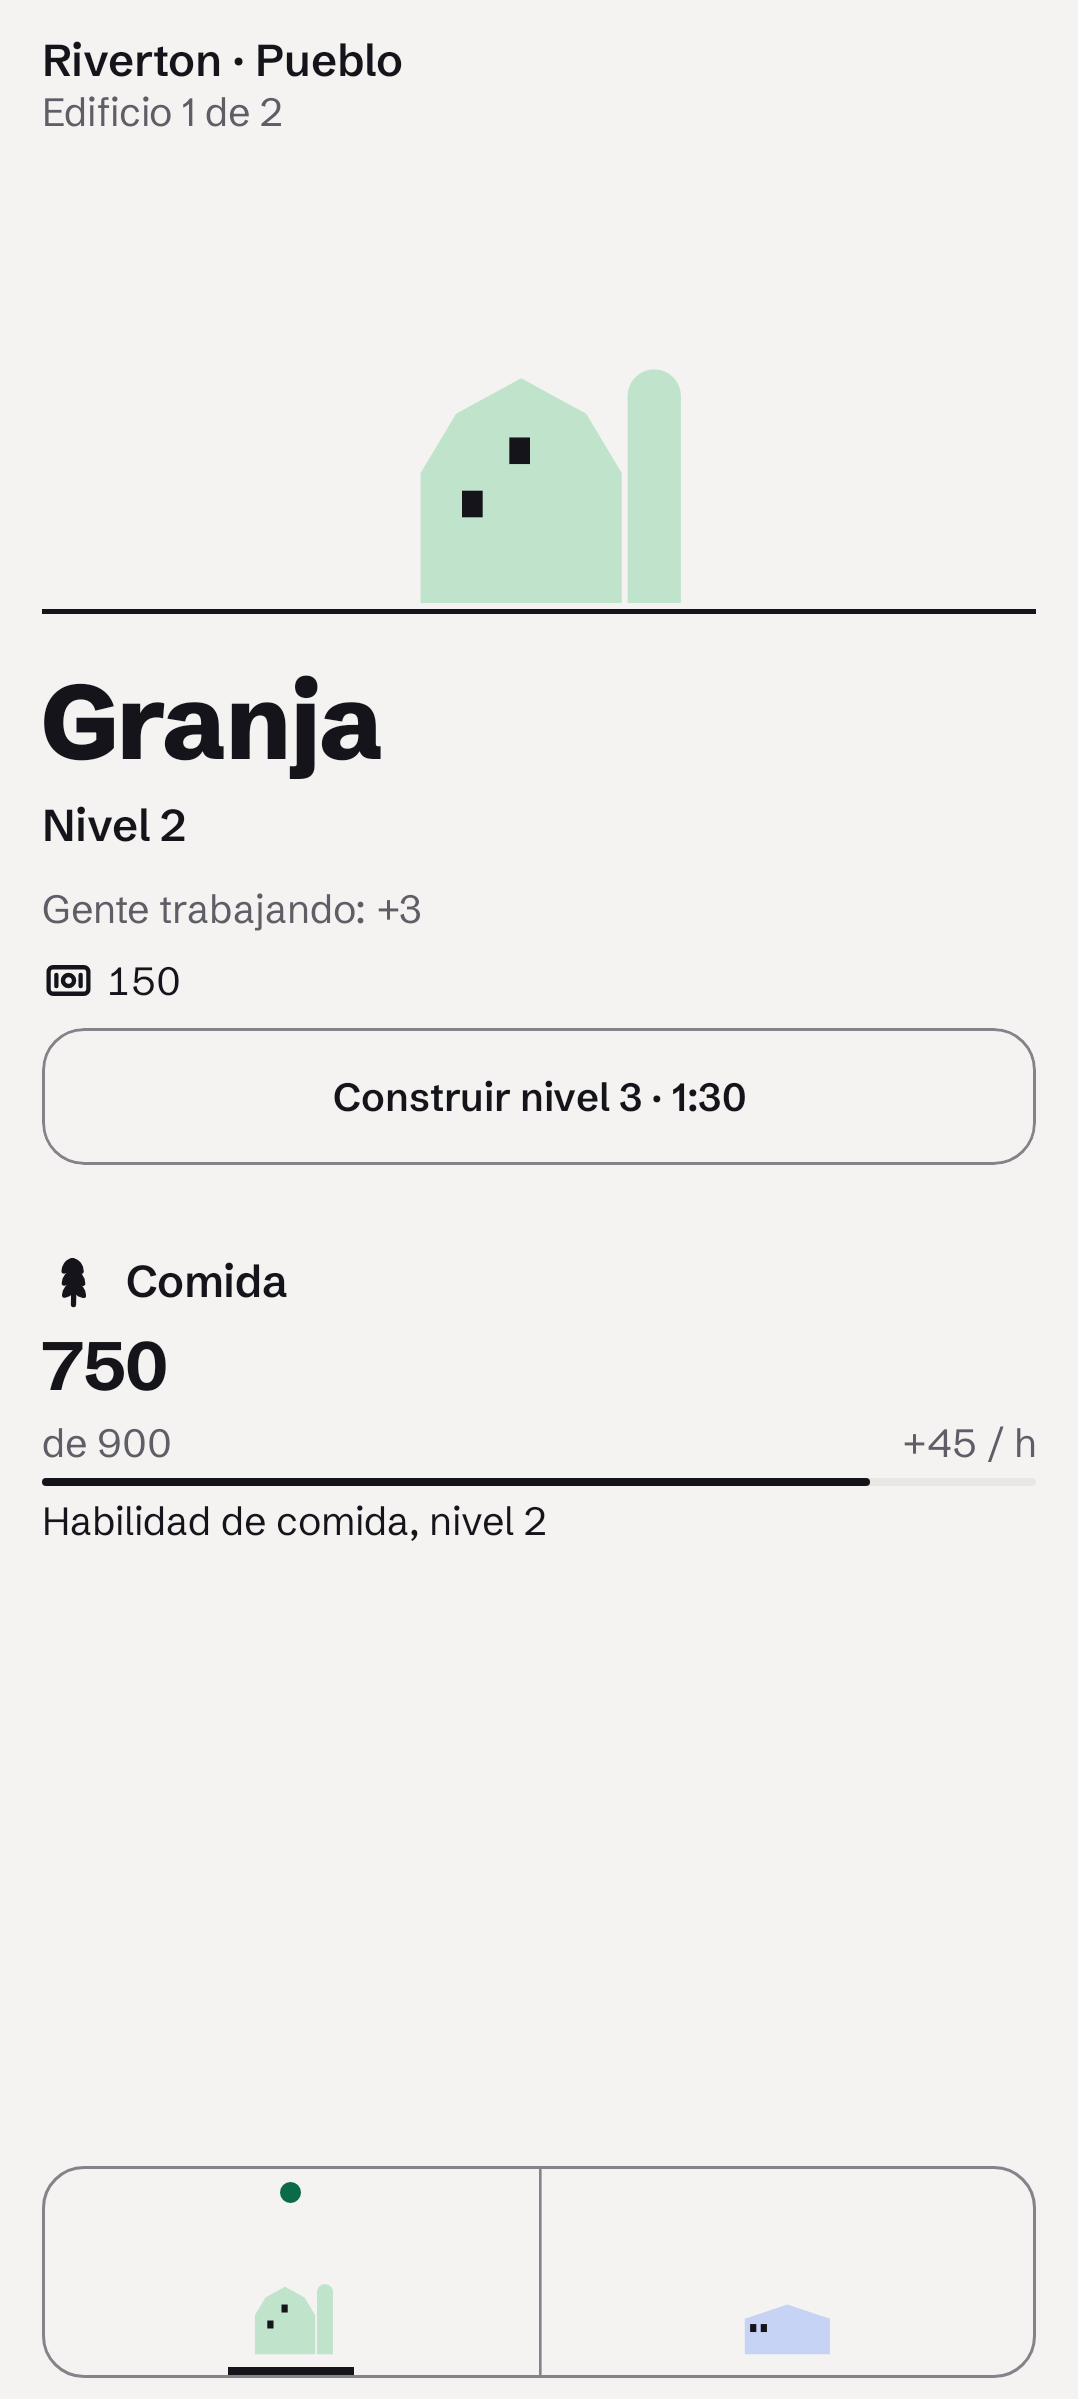 Riverton · Pueblo
Edificio 1 de 2
Granja
Nivel 2
Gente trabajando: +3
150
Construir nivel 3 · 1:30
Comida
750
de 900
+45 / h
Habilidad de comida, nivel 2